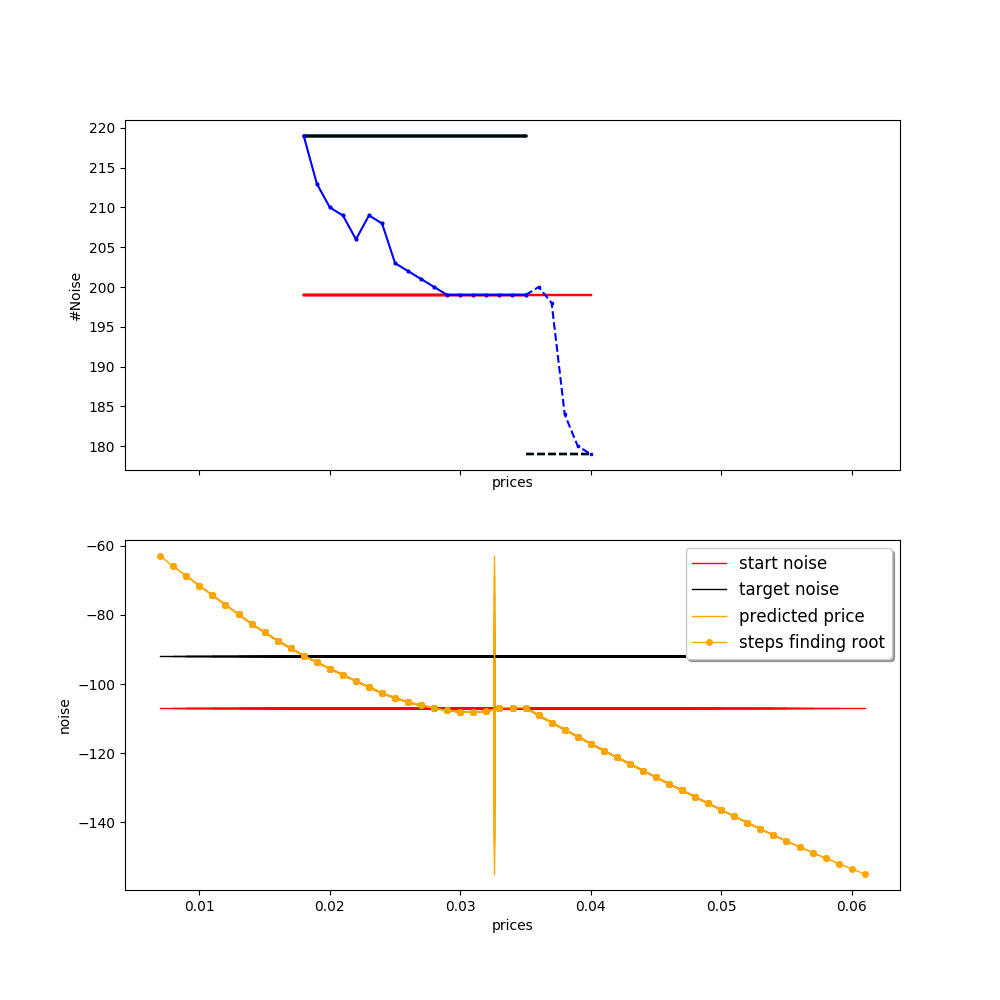 220
215
210
205
200
195
190
185
180
#Noise
prices
−60
−80
−100
−120
−140
noise
start noise
target noise
predicted price
steps finding root
0.01 0.02 0.03 0.04 0.05 0.06
prices